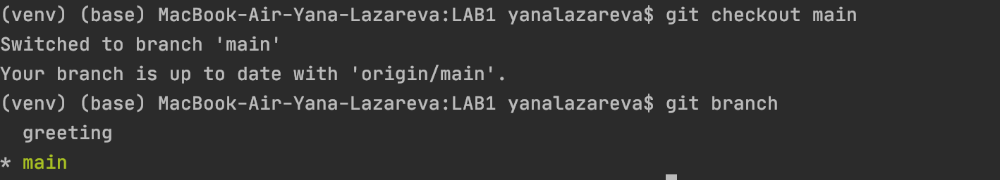 (venv) (base) MacBook-Air-Yana-Lazareva:LAB1 yanalazareva$ git checkout main
Switched to branch 'main'
Your branch is up to date with 'origin/main'.
(venv) (base) MacBook-Air-Yana-Lazareva:LAB1 yanalazareva$ git branch
  greeting
* main